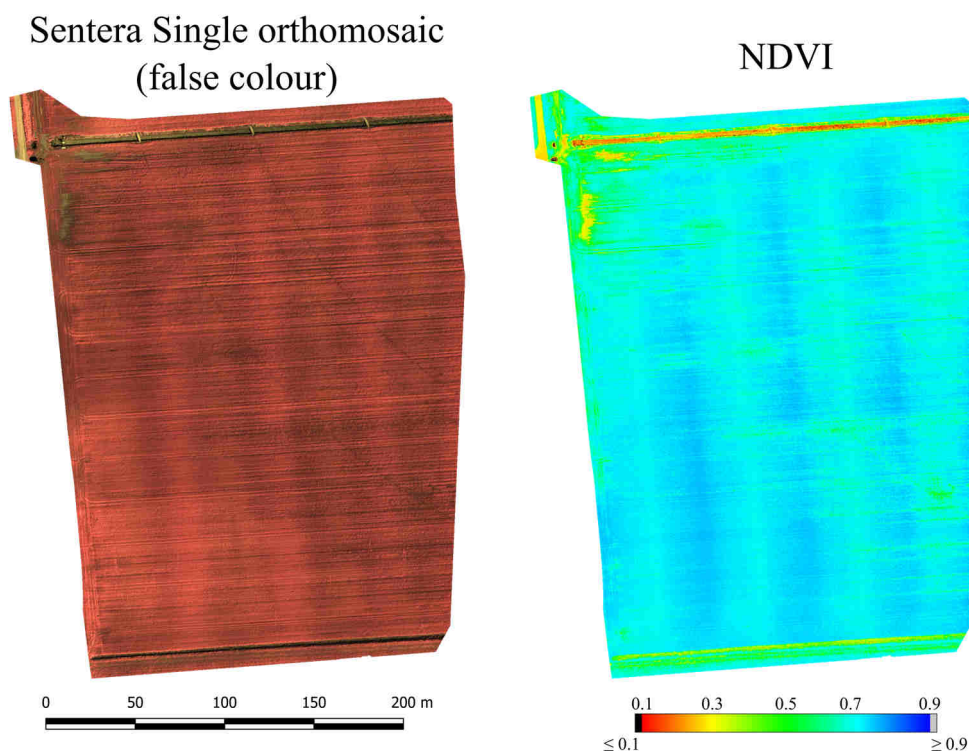 Sentera Single orthomosaic
(false colour)
NDVI
0 50 100 150 200 m
0.1 0.3 0.5 0.7 0.9
≤ 0.1 ≥ 0.9